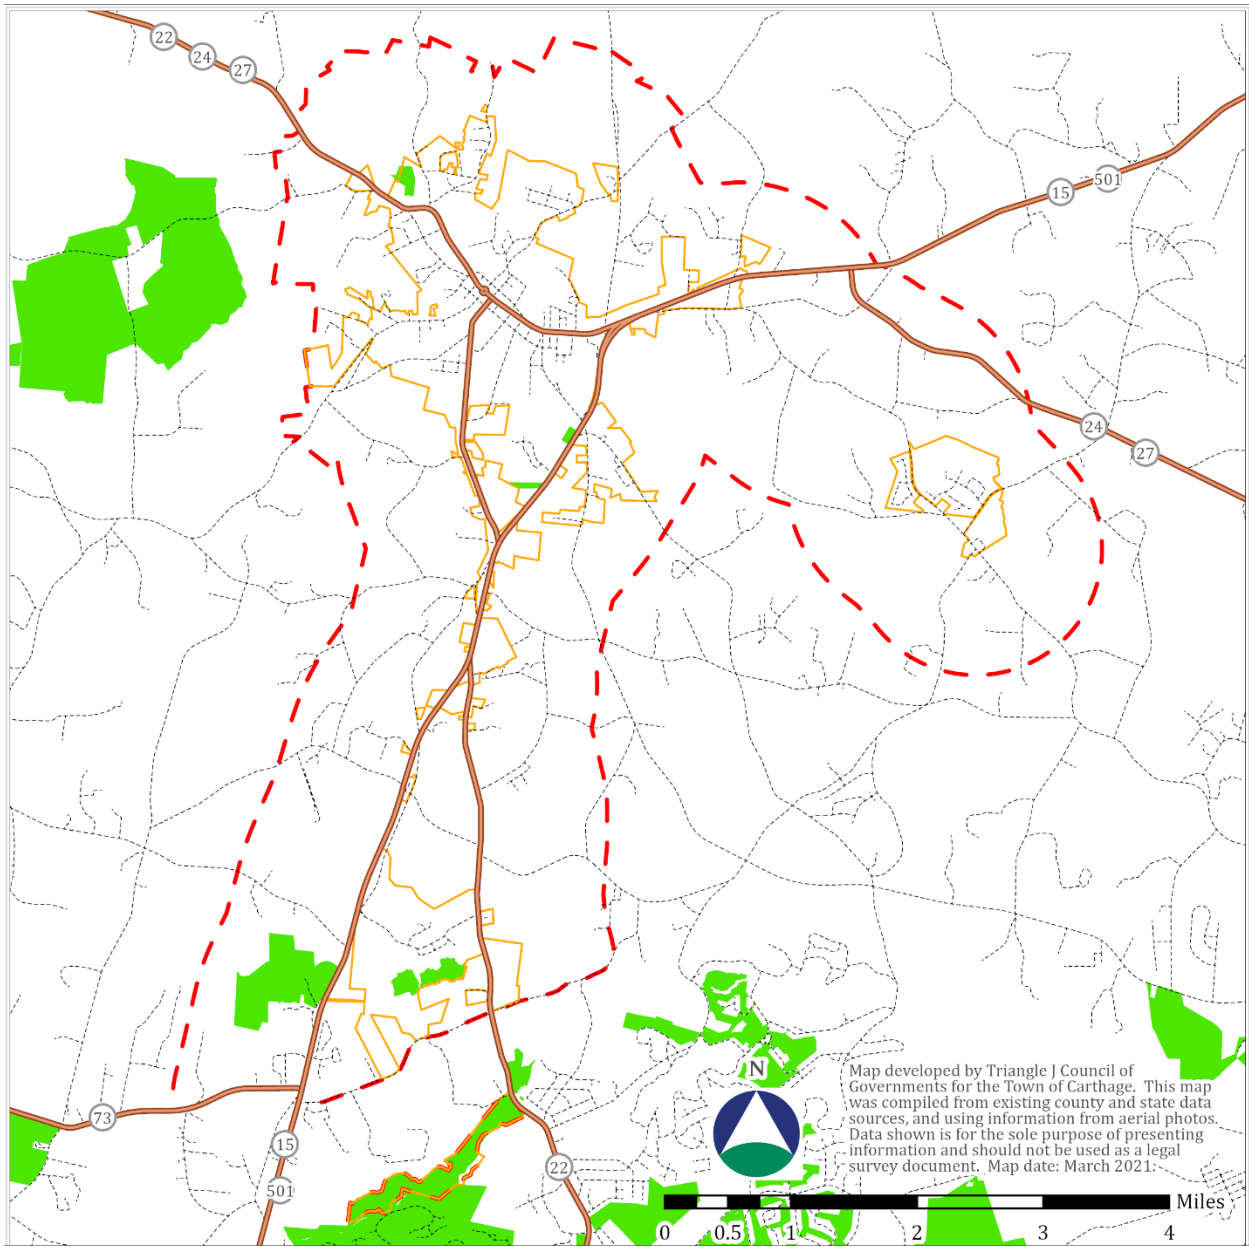 22
24
27
15
501
24
27
N
Map developed by Triangle J Council of
Governments for the Town of Carthage. This map
was compiled from existing county and state data
sources, and using information from aerial photos.
Data shown is for the sole purpose of presenting
information and should not be used as a legal
survey document. Map date: March 2021.
73
15
22
501
Miles
0 0.5 1 2 3 4